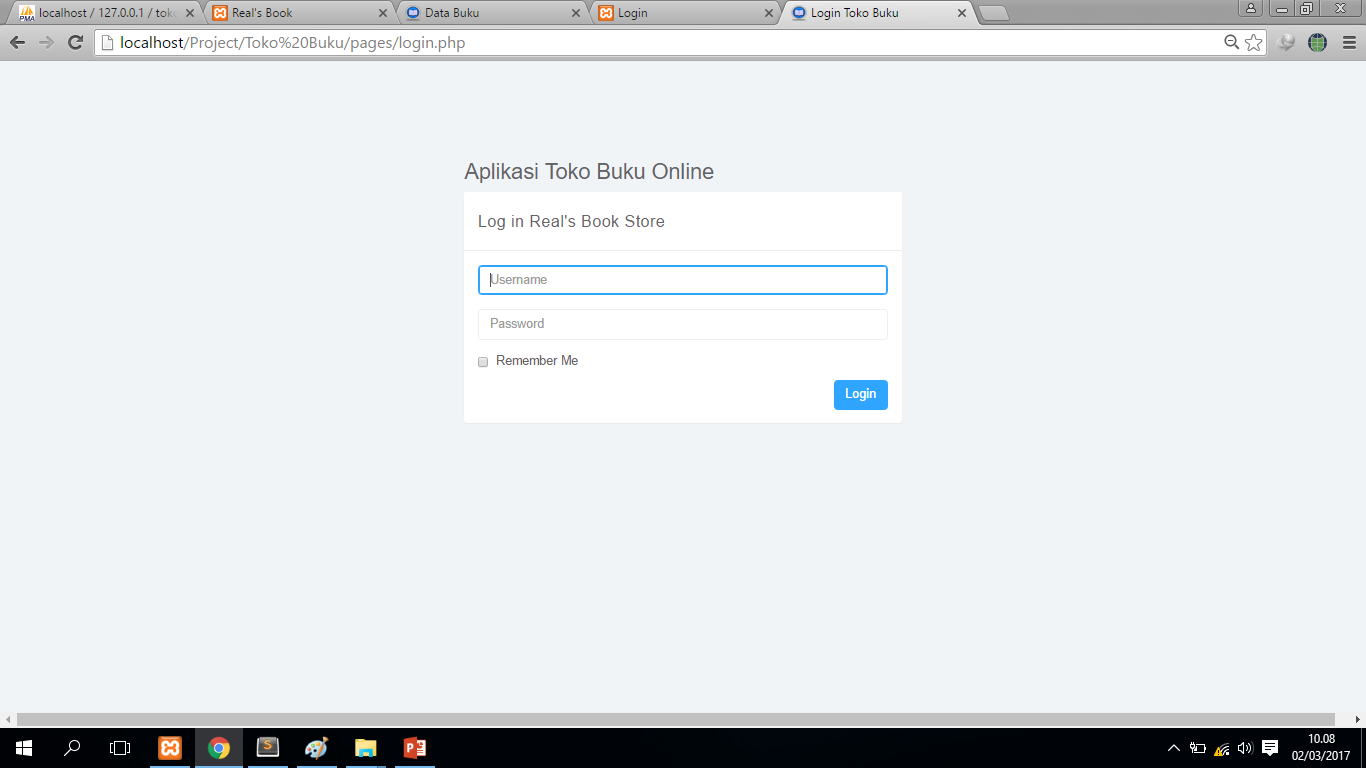 localhost / 127.0.0.1 / toko
Real's Book
Data Buku
Login
Login Toko Buku
localhost/Project/Toko%20Buku/pages/login.php
Aplikasi Toko Buku Online
Log in Real's Book Store
Username
Password
Remember Me
Login
10.08
02/03/2017